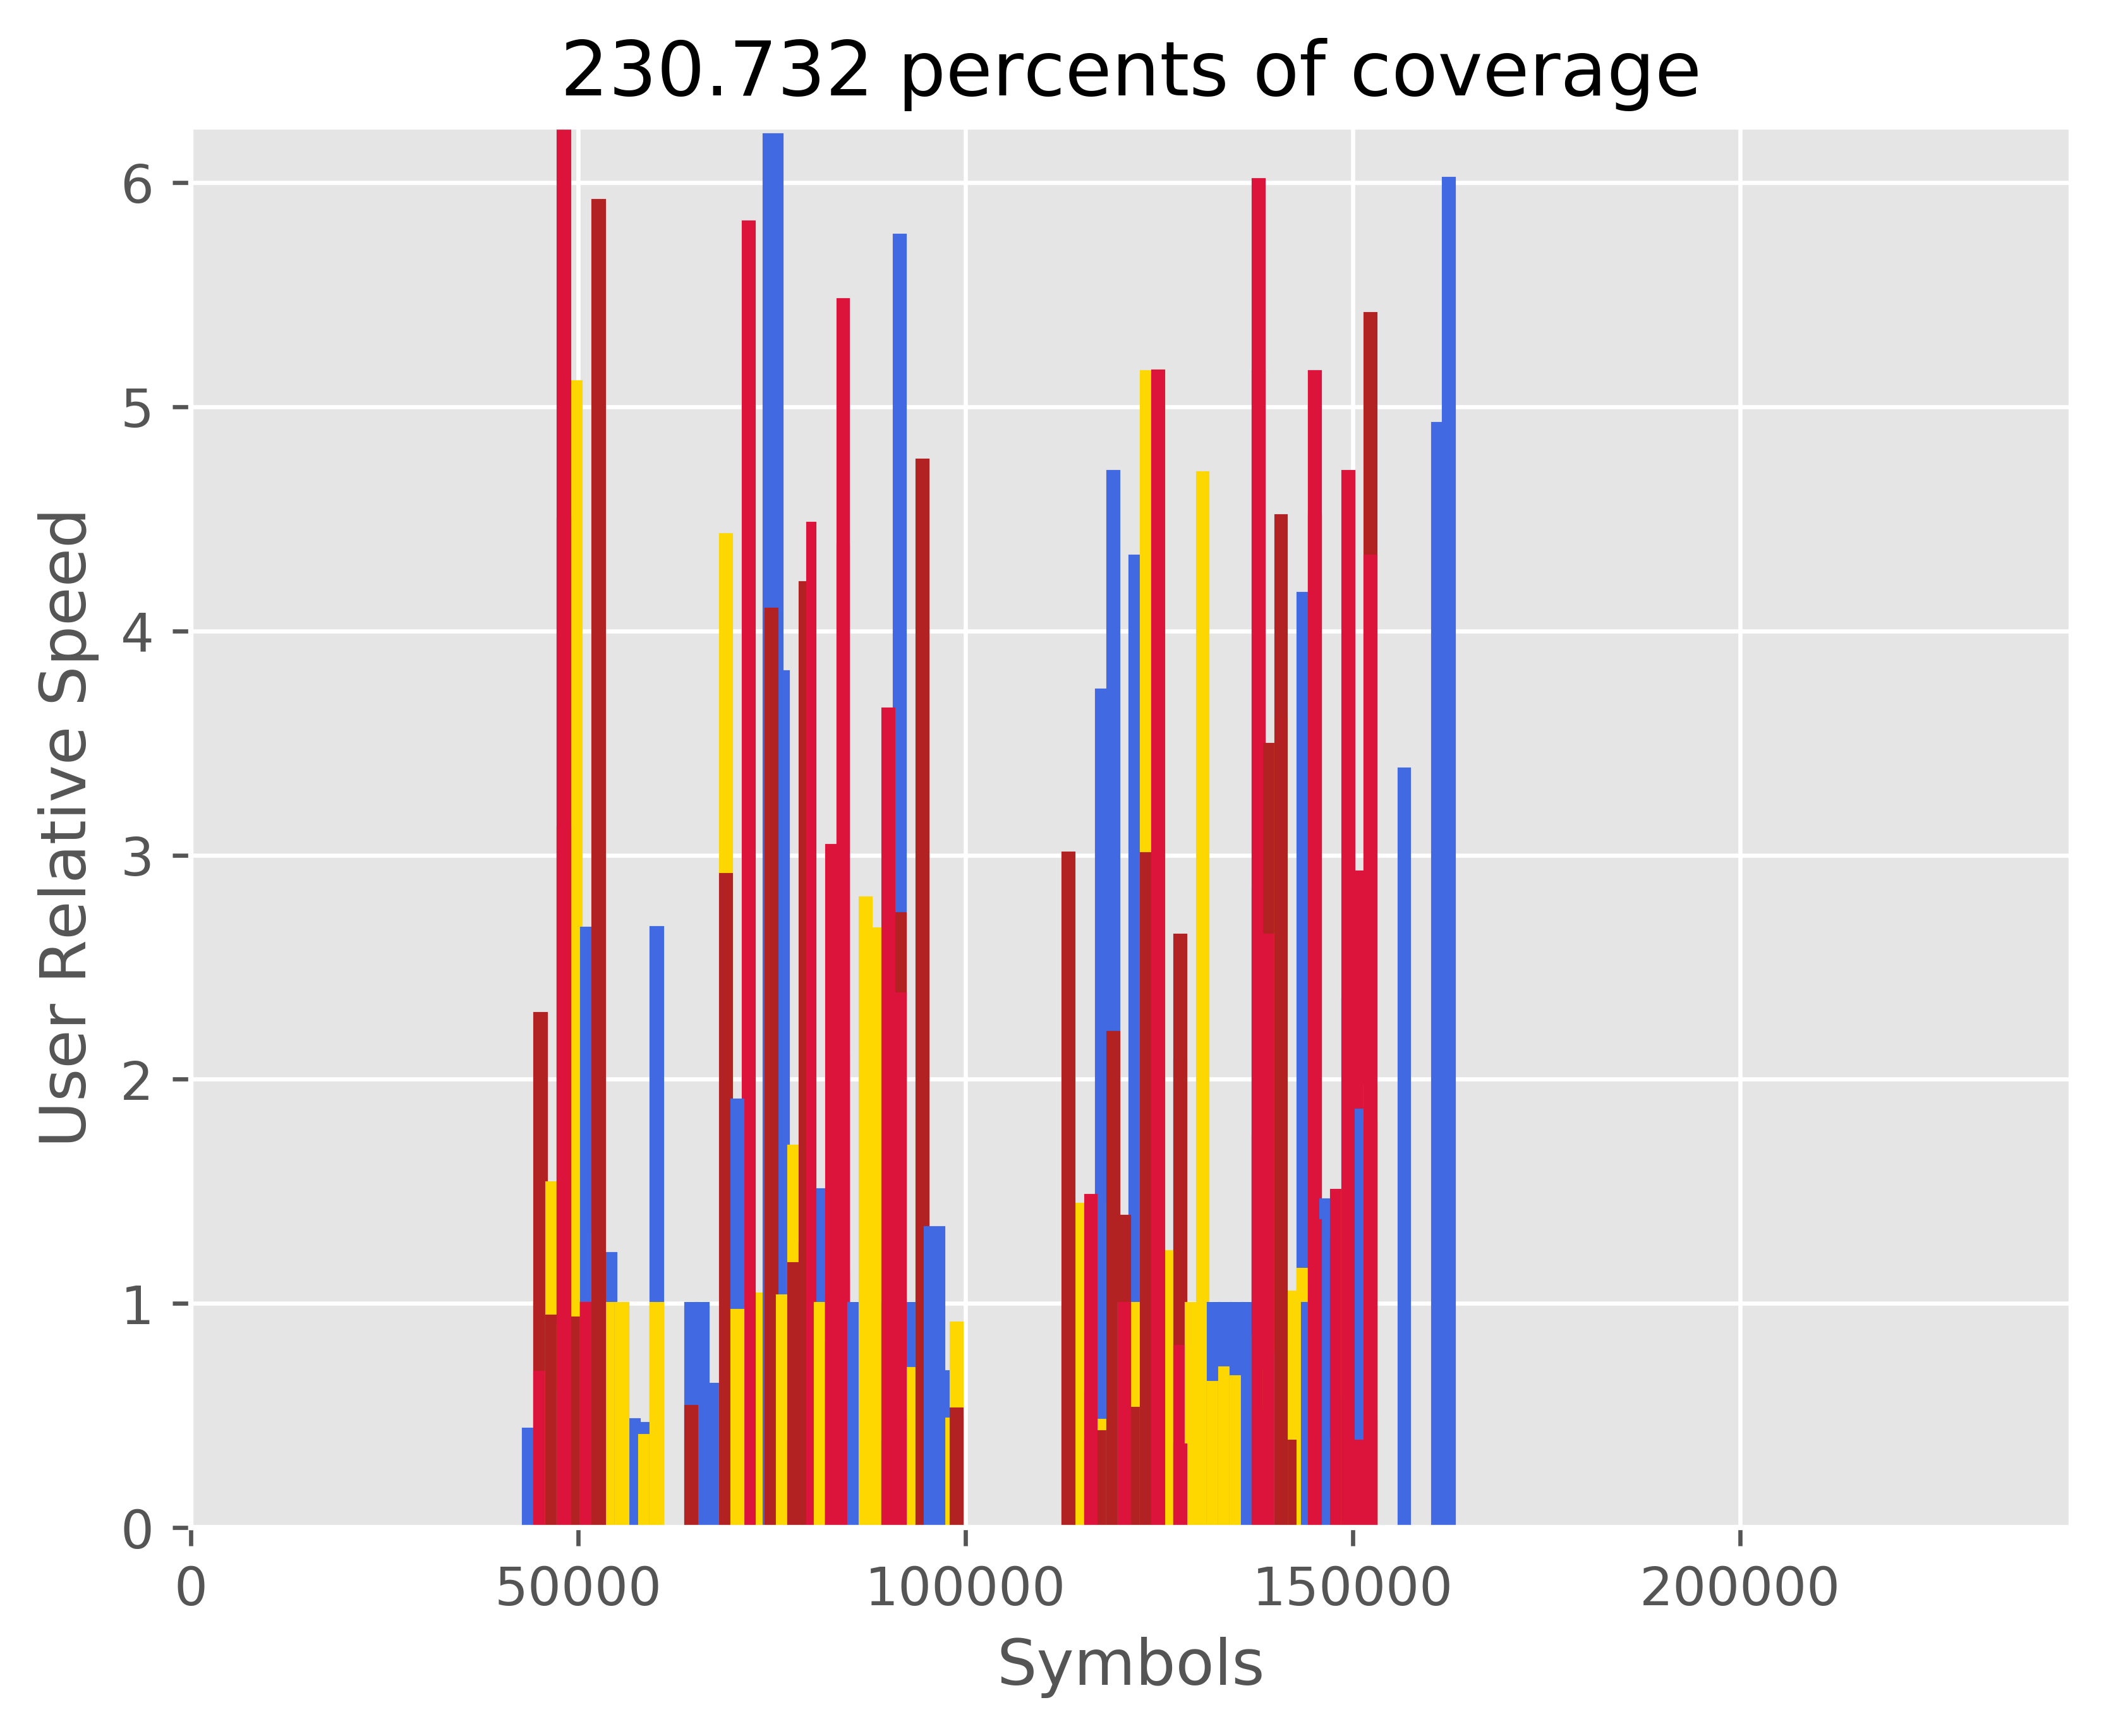 230.732 percents of coverage
User Relative Speed
6
5
4
3
2
1
0
0 50000 100000 150000 200000
Symbols